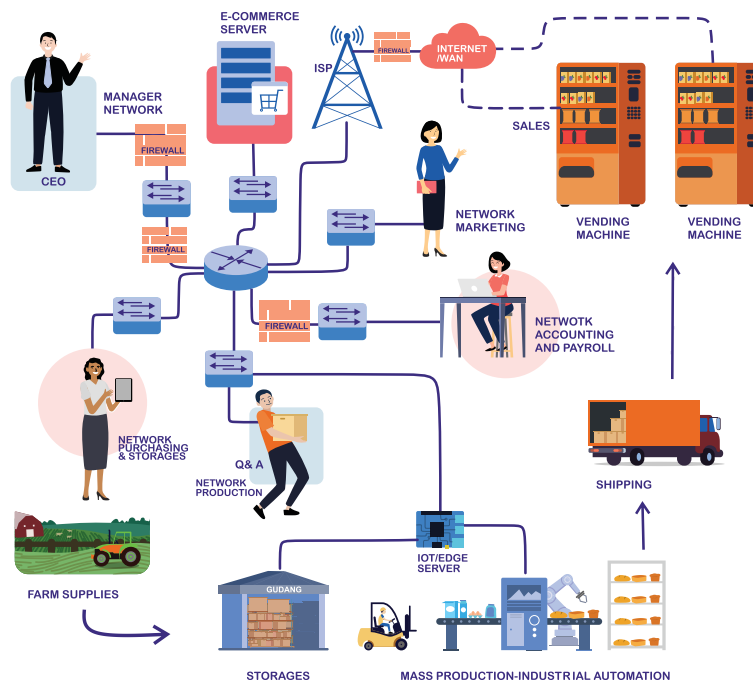 E-COMMERCE
SERVER
ISP
FIREWALL
INTERNET
/WAN
MANAGER
NETWORK
FIREWALL
CEO
SALES
VENDING
MACHINE
VENDING
MACHINE
NETWORK
MARKETING
FIREWALL
FIREWALL
NETWOTK
ACCOUNTING
AND PAYROLL
NETWORK
PURCHASING
& STORAGES
Q& A
NETWORK
PRODUCTION
SHIPPING
IOT/EDGE
SERVER
FARM SUPPLIES
GUDANG
STORAGES
MASS PRODUCTION-INDUSTRIAL AUTOMATION